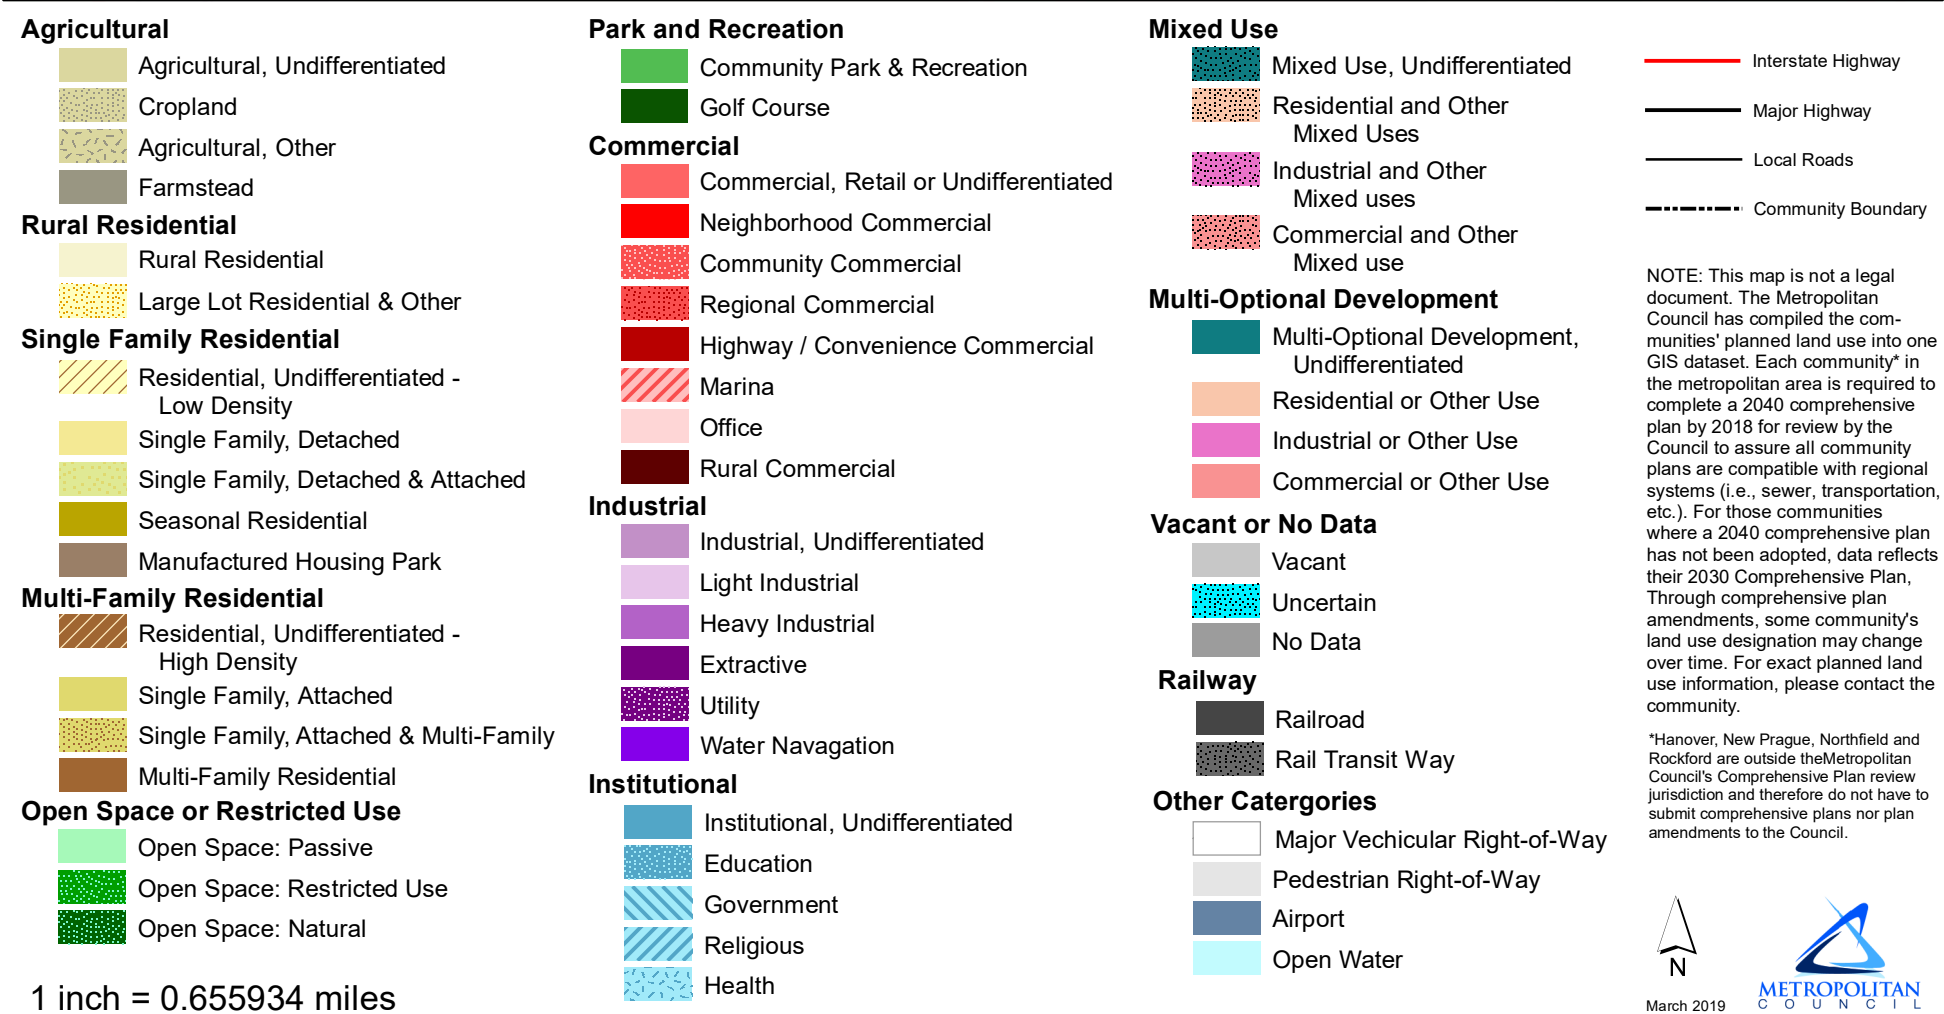 Agricultural
Agricultural, Undifferentiated
Cropland
Agricultural, Other
Farmstead
Rural Residential
Rural Residential
Large Lot Residential & Other
Single Family Residential
Residential, Undifferentiated -
Low Density
Single Family, Detached
Single Family, Detached & Attached
Seasonal Residential
Manufactured Housing Park
Multi-Family Residential
Residential, Undifferentiated -
High Density
Single Family, Attached
Single Family, Attached & Multi-Family
Multi-Family Residential
Open Space or Restricted Use
Open Space: Passive
Open Space: Restricted Use
Open Space: Natural
1 inch = 0.655934 miles
Park and Recreation
Community Park & Recreation
Golf Course
Commercial
Commercial, Retail or Undifferentiated
Neighborhood Commercial
Community Commercial
Regional Commercial
Highway / Convenience Commercial
Marina
Office
Rural Commercial
Industrial
Industrial, Undifferentiated
Light Industrial
Heavy Industrial
Extractive
Utility
Water Navagation
Institutional
Institutional, Undifferentiated
Education
Government
Religious
Health
Mixed Use
Mixed Use, Undifferentiated
Residential and Other
Mixed Uses
Industrial and Other
Mixed uses
Commercial and Other
Mixed use
Multi-Optional Development
Multi-Optional Development,
Undifferentiated
Residential or Other Use
Industrial or Other Use
Commercial or Other Use
Vacant or No Data
Vacant
Uncertain
No Data
Railway
Railroad
Rail Transit Way
Other Catergories
Major Vechicular Right-of-Way
Pedestrian Right-of-Way
Airport
Open Water
Interstate Highway
Major Highway
Local Roads
Community Boundary
NOTE: This map is not a legal
document. The Metropolitan
Council has compiled the com-
munities' planned land use into one
GIS dataset. Each community* in
the metropolitan area is required to
complete a 2040 comprehensive
plan by 2018 for review by the
Council to assure all community
plans are compatible with regional
systems (i.e., sewer, transportation,
etc.). For those communities
where a 2040 comprehensive plan
has not been adopted, data reflects
their 2030 Comprehensive Plan,
Through comprehensive plan
amendments, some community's
land use designation may change
over time. For exact planned land
use information, please contact the
community.
*Hanover, New Prague, Northfield and
Rockford are outside theMetropolitan
Council's Comprehensive Plan review
jurisdiction and therefore do not have to
submit comprehensive plans nor plan
amendments to the Council.
N
March 2019
METROPOLITAN
COUNCIL